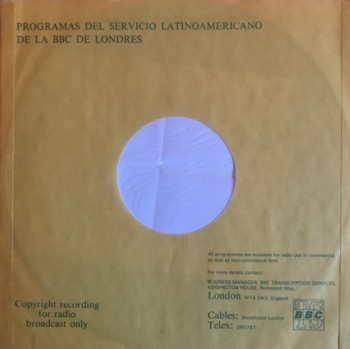 PROGRAMAS DEL SERVICIO LATINOAMERICANO
DE LA BBC DE LONDRES
All programmes are available for radio use in commercial
as well as non-commercial time.
For more details contact:
BUSINESS MANAGER, BBC TRANSCRIPTION SERVICES,
KENSINGTON HOUSE, Richmond Way,
London W14 0AX, England
Cables: Broadcasts London
Telex: 265781
BBC
TS
Copyright recording
for radio
broadcast only